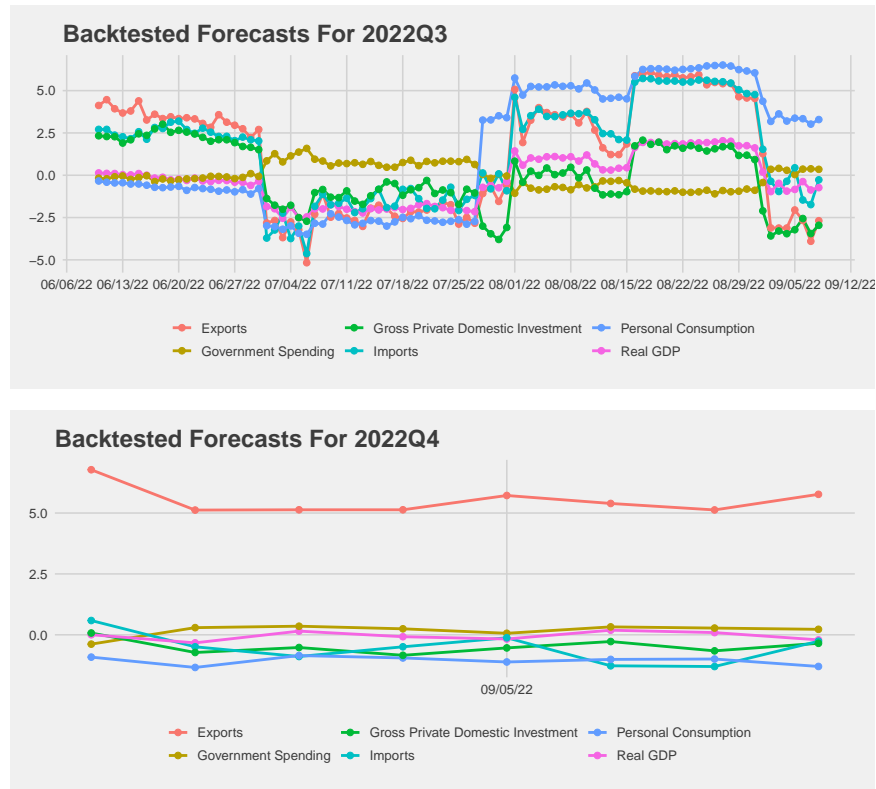 Backtested Forecasts For 2022Q3
5.0
2.5
0.0
−2.5
−5.0
06/06/22 06/13/22 06/20/22 06/27/22 07/04/22 07/11/22 07/18/22 07/25/22 08/01/22 08/08/22 08/15/22 08/22/22 08/29/22 09/05/22 09/12/22
Exports Gross Private Domestic Investment Personal Consumption
Government Spending Imports Real GDP
Backtested Forecasts For 2022Q4
5.0
2.5
0.0
09/05/22
Exports Gross Private Domestic Investment Personal Consumption
Government Spending Imports Real GDP